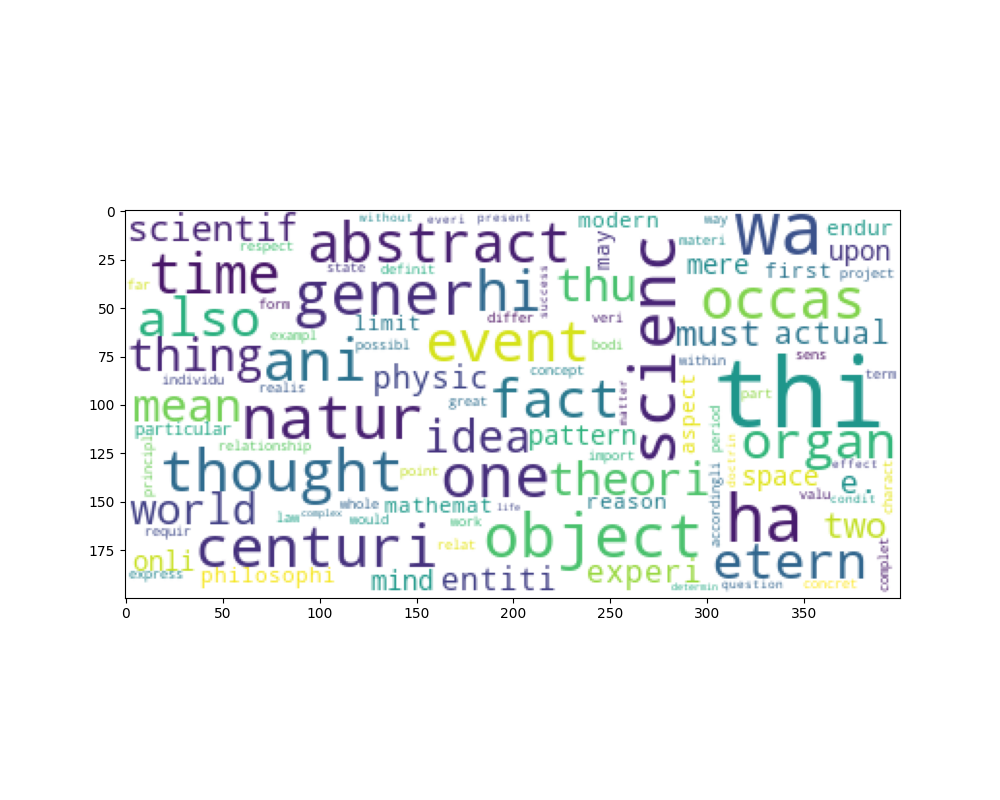 0
25
50
75
100
125
150
175
0 50 100 150 200 250 300 350
scientif without everi present modern way wa endur
respect abstract may materi upon
time state definit scienc mere first project
far gener hi success thu occas
also form limit differ veri must actual
exampl event bodi
thing ani possibl within sens
individu realis physic concept thi term
mean great fact matter aspect part
natur idea pattern period organ
particular relationship import
principl thought point one theori accordingli doctrin space effect e. charact
world whole mathemat life reason valu condit
law complex would work ha two
requir centuri relat object
onli etern complet
express philosophi mind entiti experi determin question concret